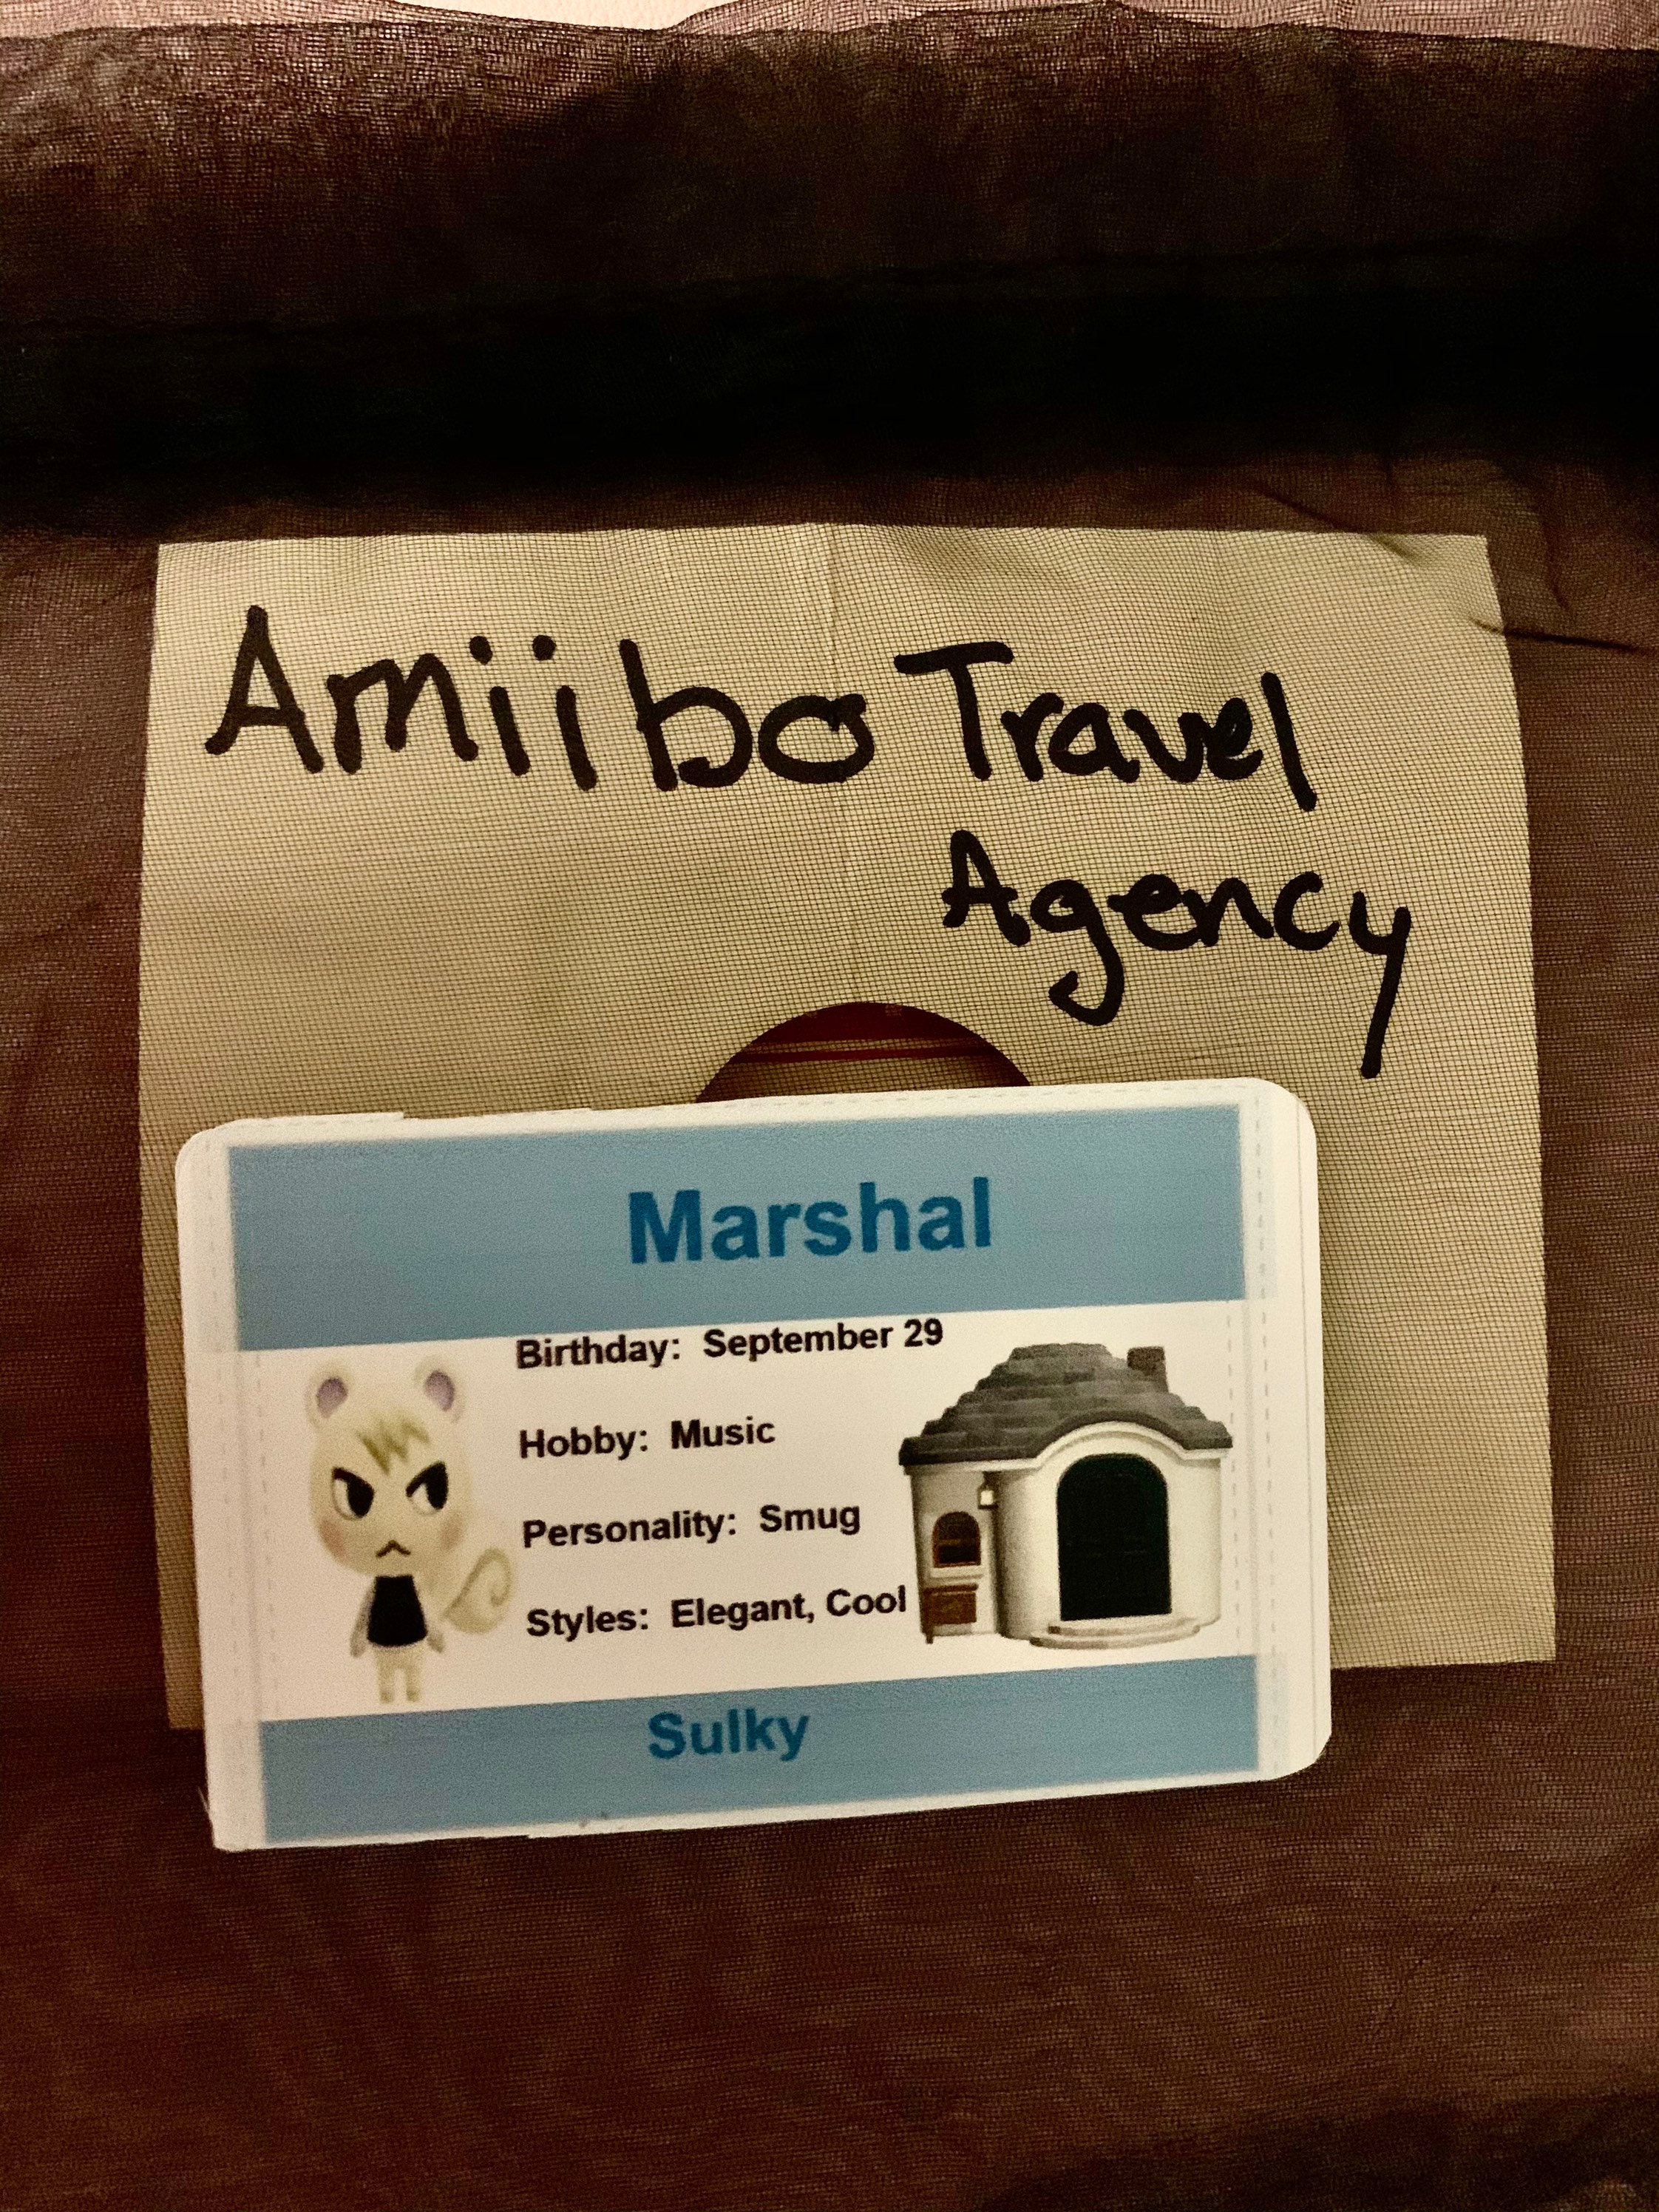 Amiibo Travel
Agency
Marshal
Birthday: September 29
Hobby: Music
Personality: Smug
Styles: Elegant, Cool
Sulky